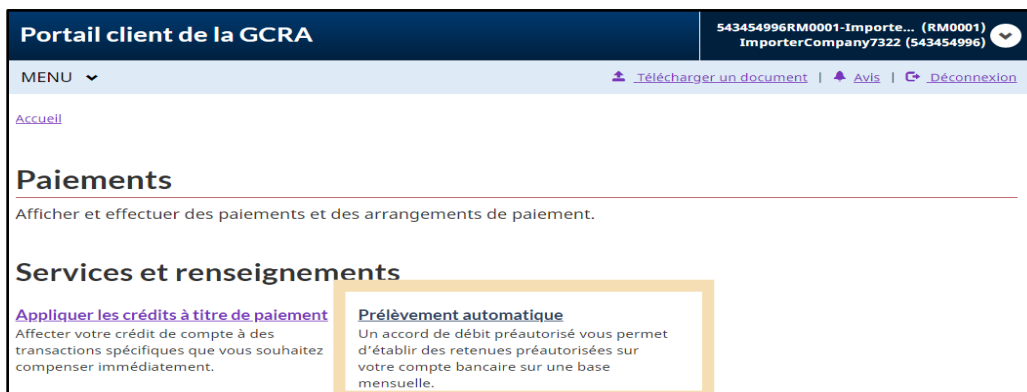 Portail client de la GCRA
543454996RM0001-Importe... (RM0001)
ImporterCompany7322 (543454996)
MENU
Télécharger un document | Avis | Déconnexion
Accueil
Paiements
Afficher et effectuer des paiements et des arrangements de paiement.
Services et renseignements
Appliquer les crédits à titre de paiement
Affecter votre crédit de compte à des
transactions spécifiques que vous souhaitez
compenser immédiatement.
Prélèvement automatique
Un accord de débit préautorisé vous permet
d’établir des retenues préautorisées sur
votre compte bancaire sur une base
mensuelle.